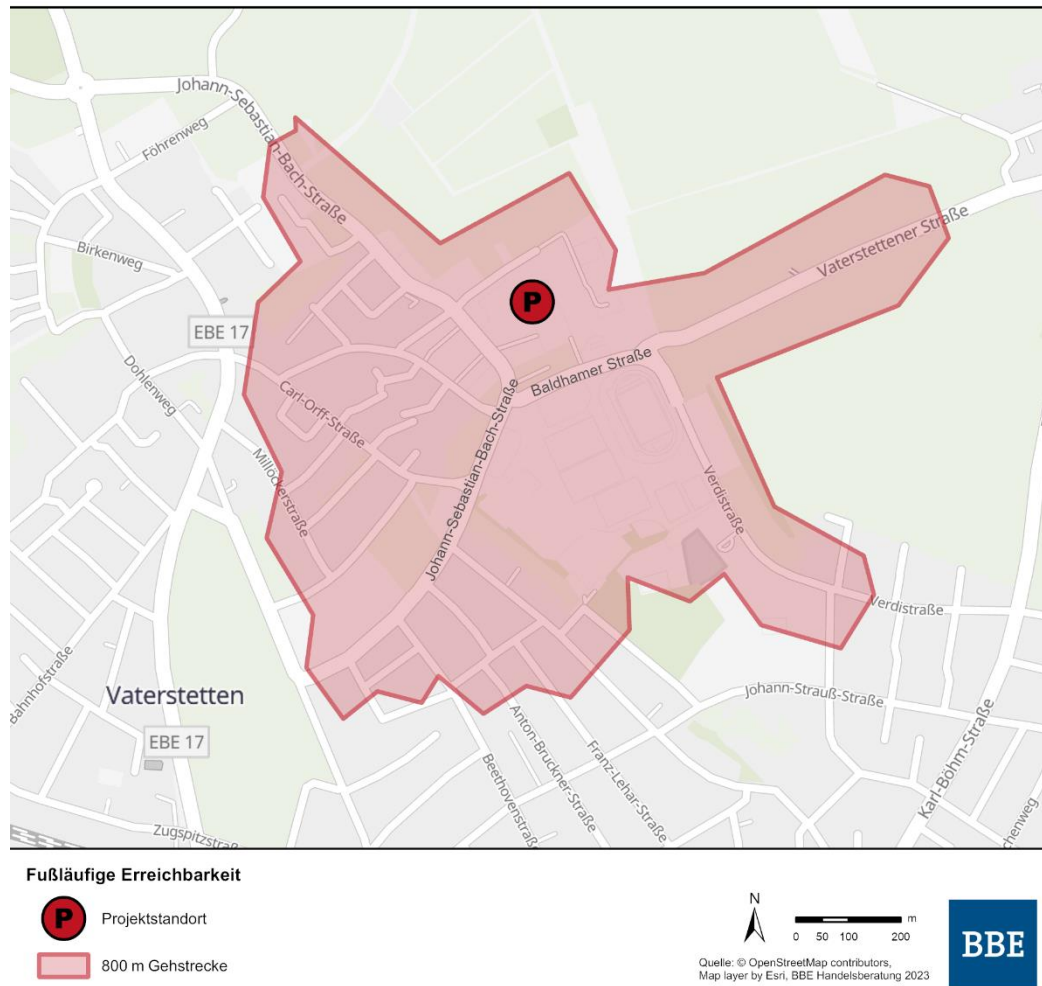 Johann-Sebastian-Bach-Straße
Föhrenweg
Birkenweg
EBE 17
Dohlenweg
P
Vaterstettener Straße
Baldhamer Straße
Carl-Orff-Straße
Millöckerstraße
Johann-Sebastian-Bach-Straße
Verdistraße
Verdistraße
Bahnhofstraße
Vaterstetten
EBE 17
Johann-Strauß-Straße
Karl-Böhm-Straße
Anton-Bruckner-Straße
Franz-Lehar-Straße
Beethovenstraße
Fußläufige Erreichbarkeit
P
Projektstandort
800 m Gehstrecke
N
m
0 50 100 200
Quelle: © OpenStreetMap contributors,
Map layer by Esri, BBE Handelsberatung 2023
BBE